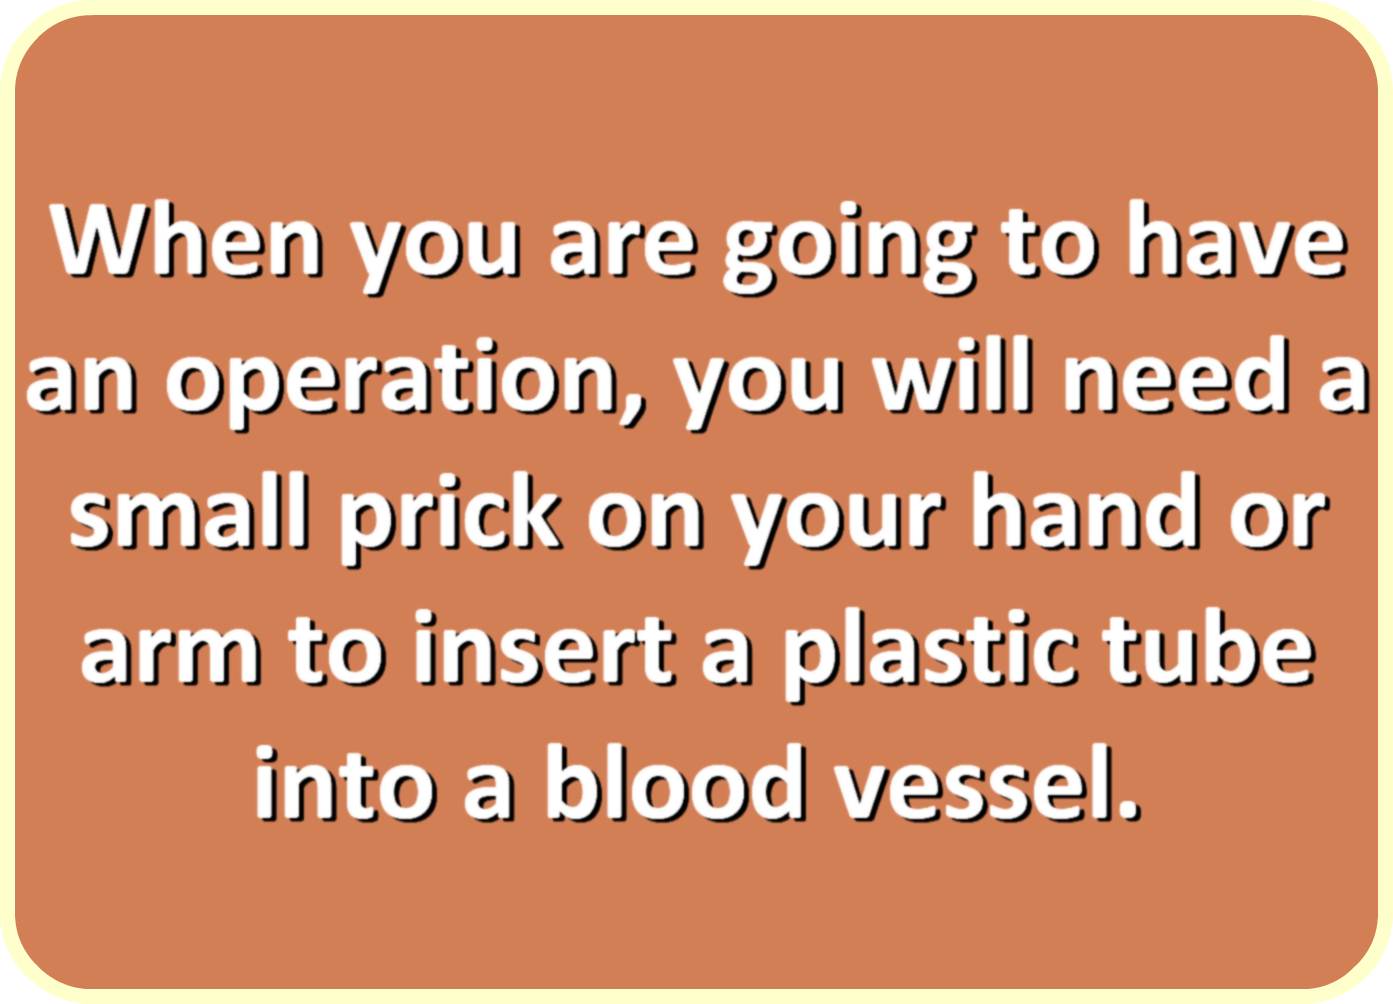 When you are going to have
an operation, you will need a
small prick on your hand or
arm to insert a plastic tube
into a blood vessel.